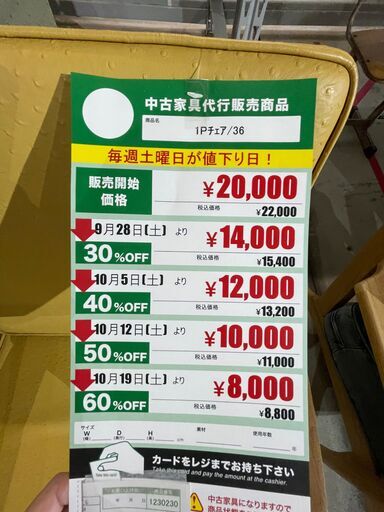 中古家具代行販売商品
商品名
1Pチェア/36
毎週土曜日が値下り日！
販売開始価格
¥20,000
税込価格
¥22,000
9月28日(土) より
30%OFF
¥14,000
税込価格
¥15,400
10月5日(土) より
40%OFF
¥12,000
税込価格
¥13,200
10月12日(土) より
50%OFF
¥10,000
税込価格
¥11,000
10月19日(土) より
60%OFF
¥8,000
税込価格
¥8,800
サイズ 素材 使用年数
W(幅) D(奥行) H(高) 年
カードをレジまでお持ち下さい
Take this card and pay the amount at the cashier.
1230230
中古家具になりますので